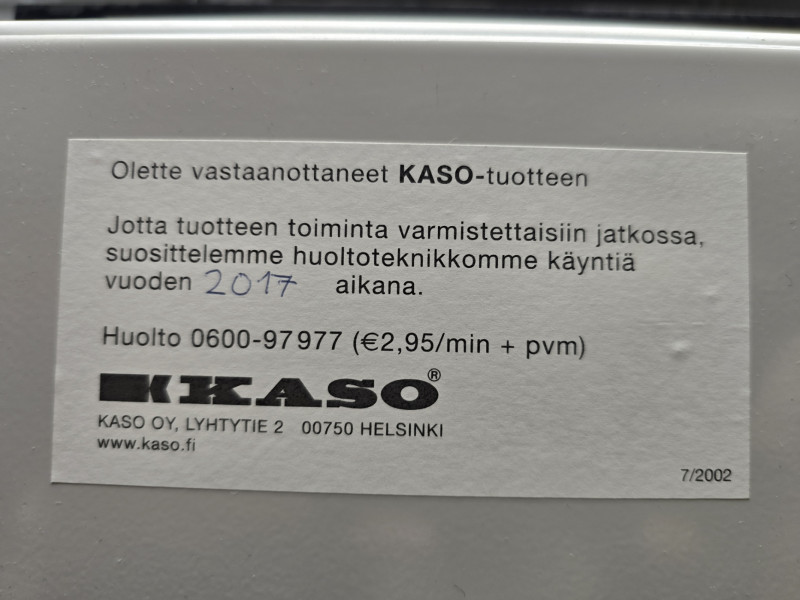 Olette vastaanottaneet KASO-tuotteen
Jotta tuotteen toiminta varmistettaisiin jatkossa,
suosittelemme huoltoteknikkomme käyntiä
vuoden 2017 aikana.
Huolto 0600-97977 (€2,95/min + pvm)
KASO®
KASO OY, LYHTYTIE 2 00750 HELSINKI
www.kaso.fi
7/2002